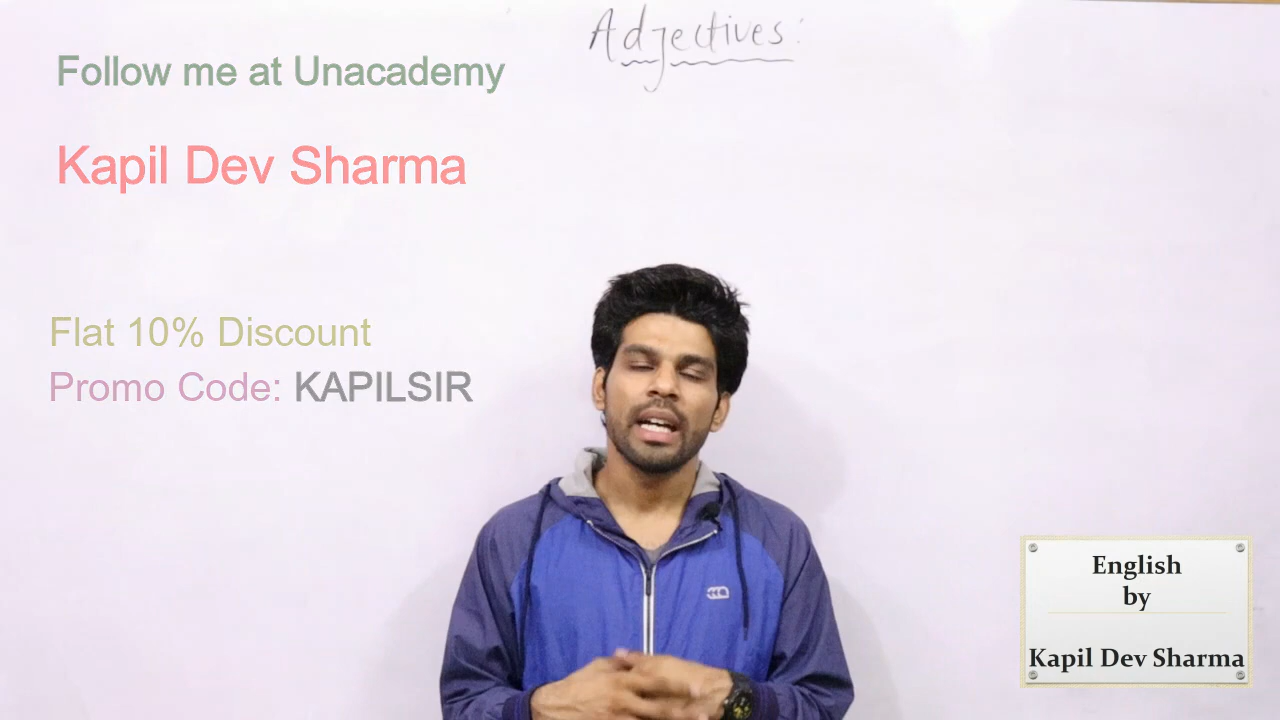 Adjectives:
Follow me at Unacademy
Kapil Dev Sharma
Flat 10% Discount
Promo Code: KAPILSIR
English
by
Kapil Dev Sharma